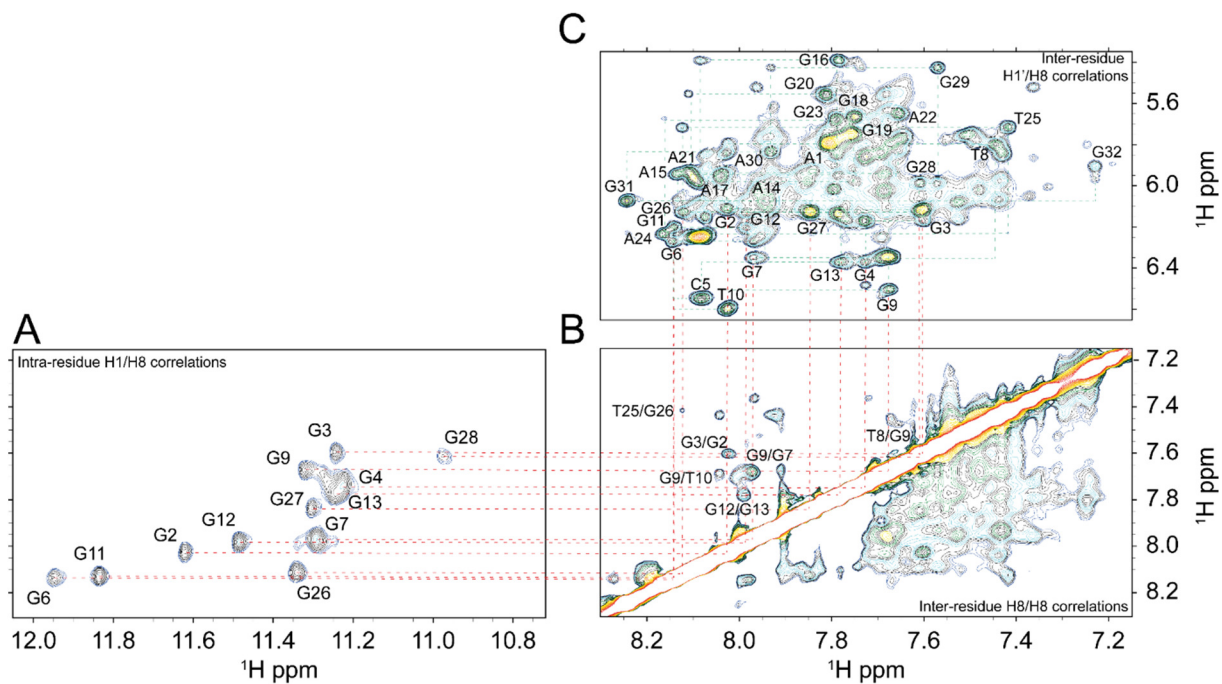 C
Inter-residue
H1'/H8 correlations
G16
G29
G20
G18
G23
A22
G19
T25
A21
A30
A1
T8
G32
A15
G28
G31
A17
A14
G26
G2
G12
G27
G3
G11
A24
G6
G7
G13
G4
C5
T10
G9
5.6
6.0
6.4
¹H ppm
A
Intra-residue H1/H8 correlations
G3
G28
G9
G4
G27
G13
G12
G7
G2
G11
G6
G26
12.0
11.8
11.6
11.4
11.2
11.0
10.8
¹H ppm
B
T25/G26
T8/G9
G3/G2
G9/G7
G9/T10
G12/G13
Inter-residue H8/H8 correlations
7.2
7.4
7.6
7.8
8.0
8.2
¹H ppm
8.2
8.0
7.8
7.6
7.4
7.2
¹H ppm